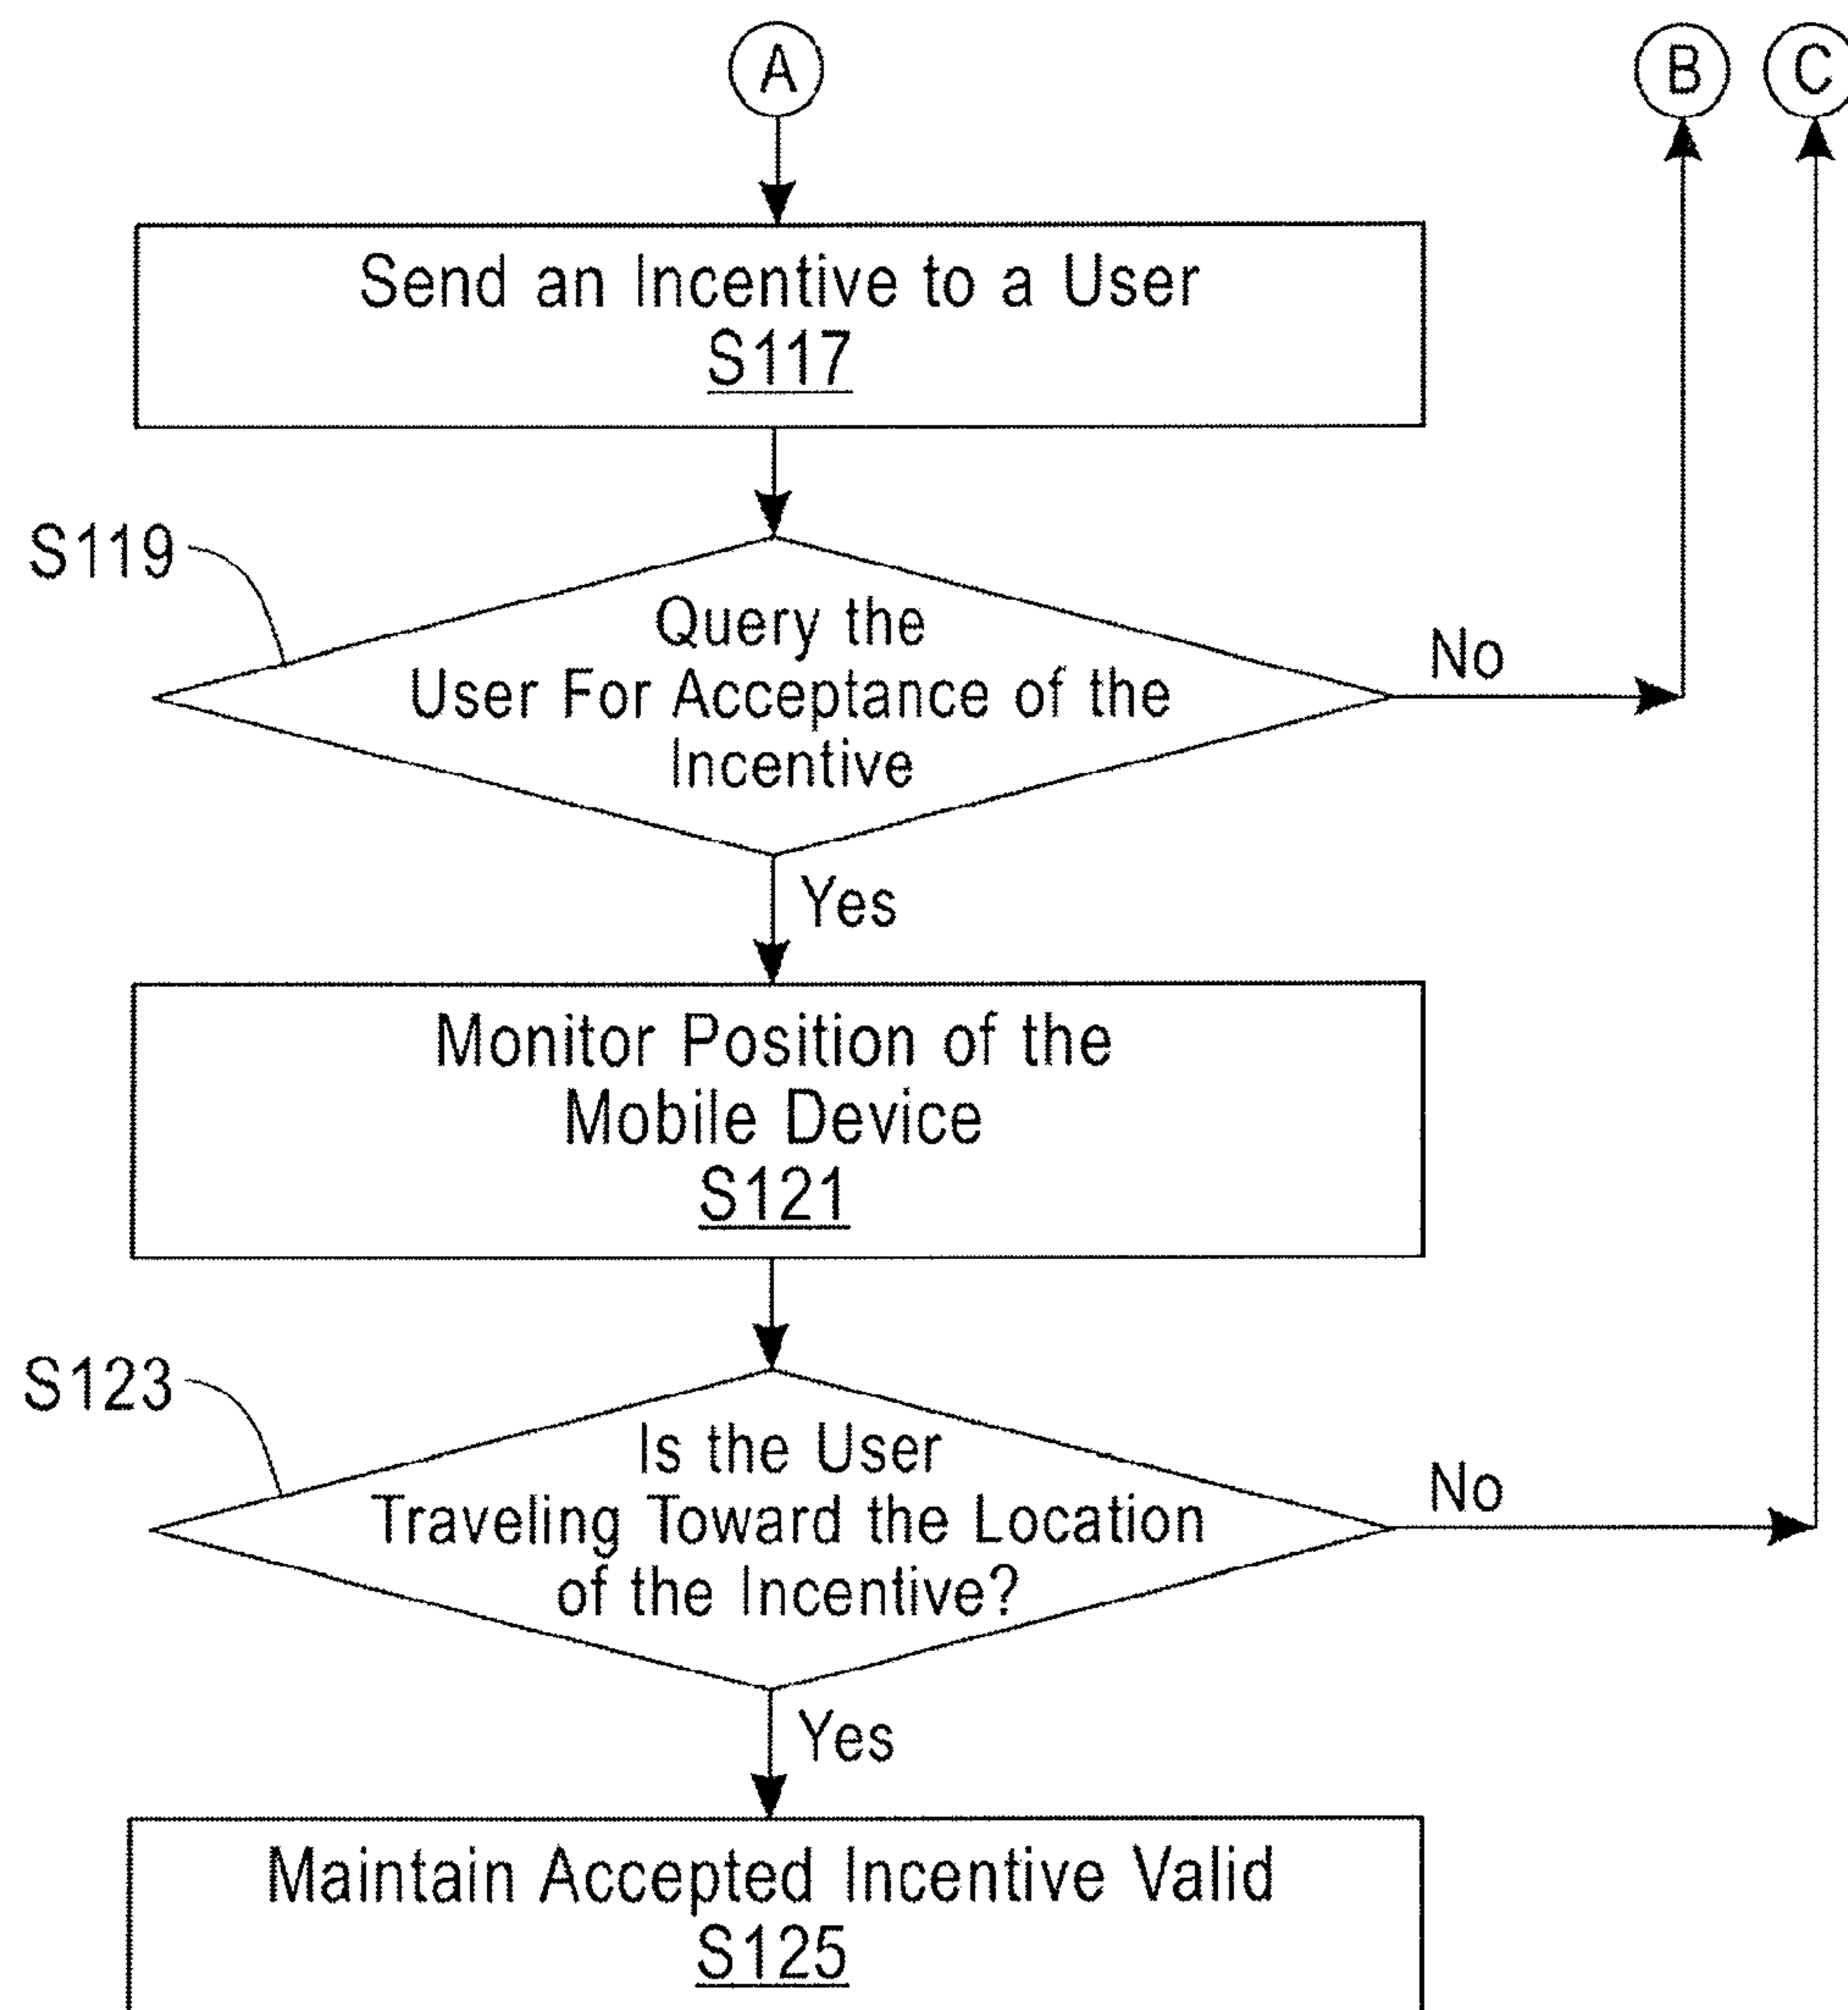 A
B
C
Send an Incentive to a User
S117
S119
Query the
User For Acceptance of the
Incentive
No
Yes
Monitor Position of the
Mobile Device
S121
S123
Is the User
Traveling Toward the Location
of the Incentive?
No
Yes
Maintain Accepted Incentive Valid
S125